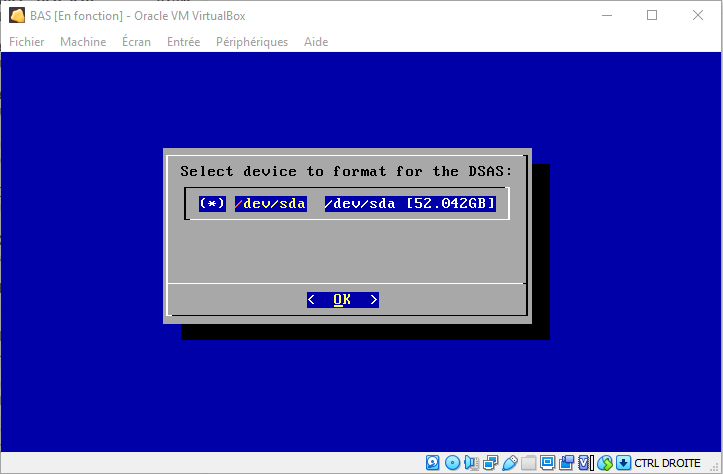 BAS [En fonction] - Oracle VM VirtualBox
Fichier Machine Écran Entrée Périphériques Aide
Select device to format for the DSAS:
(*) /dev/sda /dev/sda [52.042GB]
< OK >
CTRL DROITE